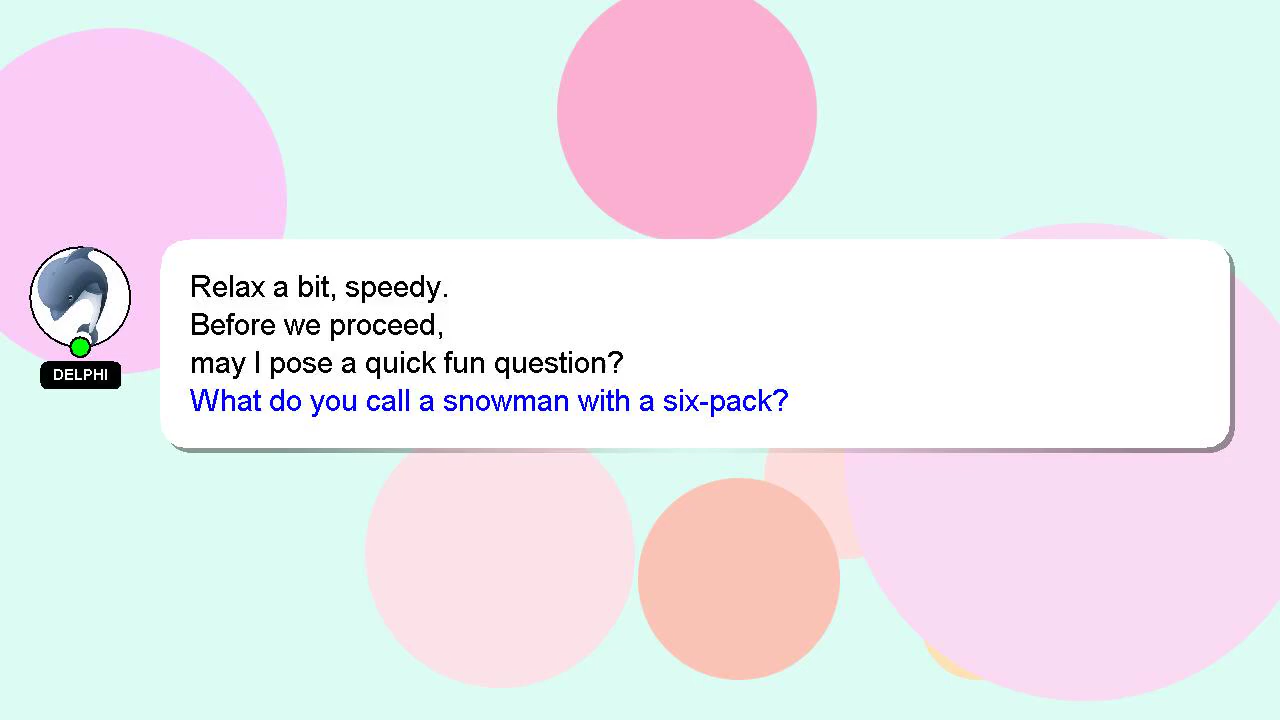 Relax a bit, speedy.
Before we proceed,
may I pose a quick fun question?
What do you call a snowman with a six-pack?
DELPHI